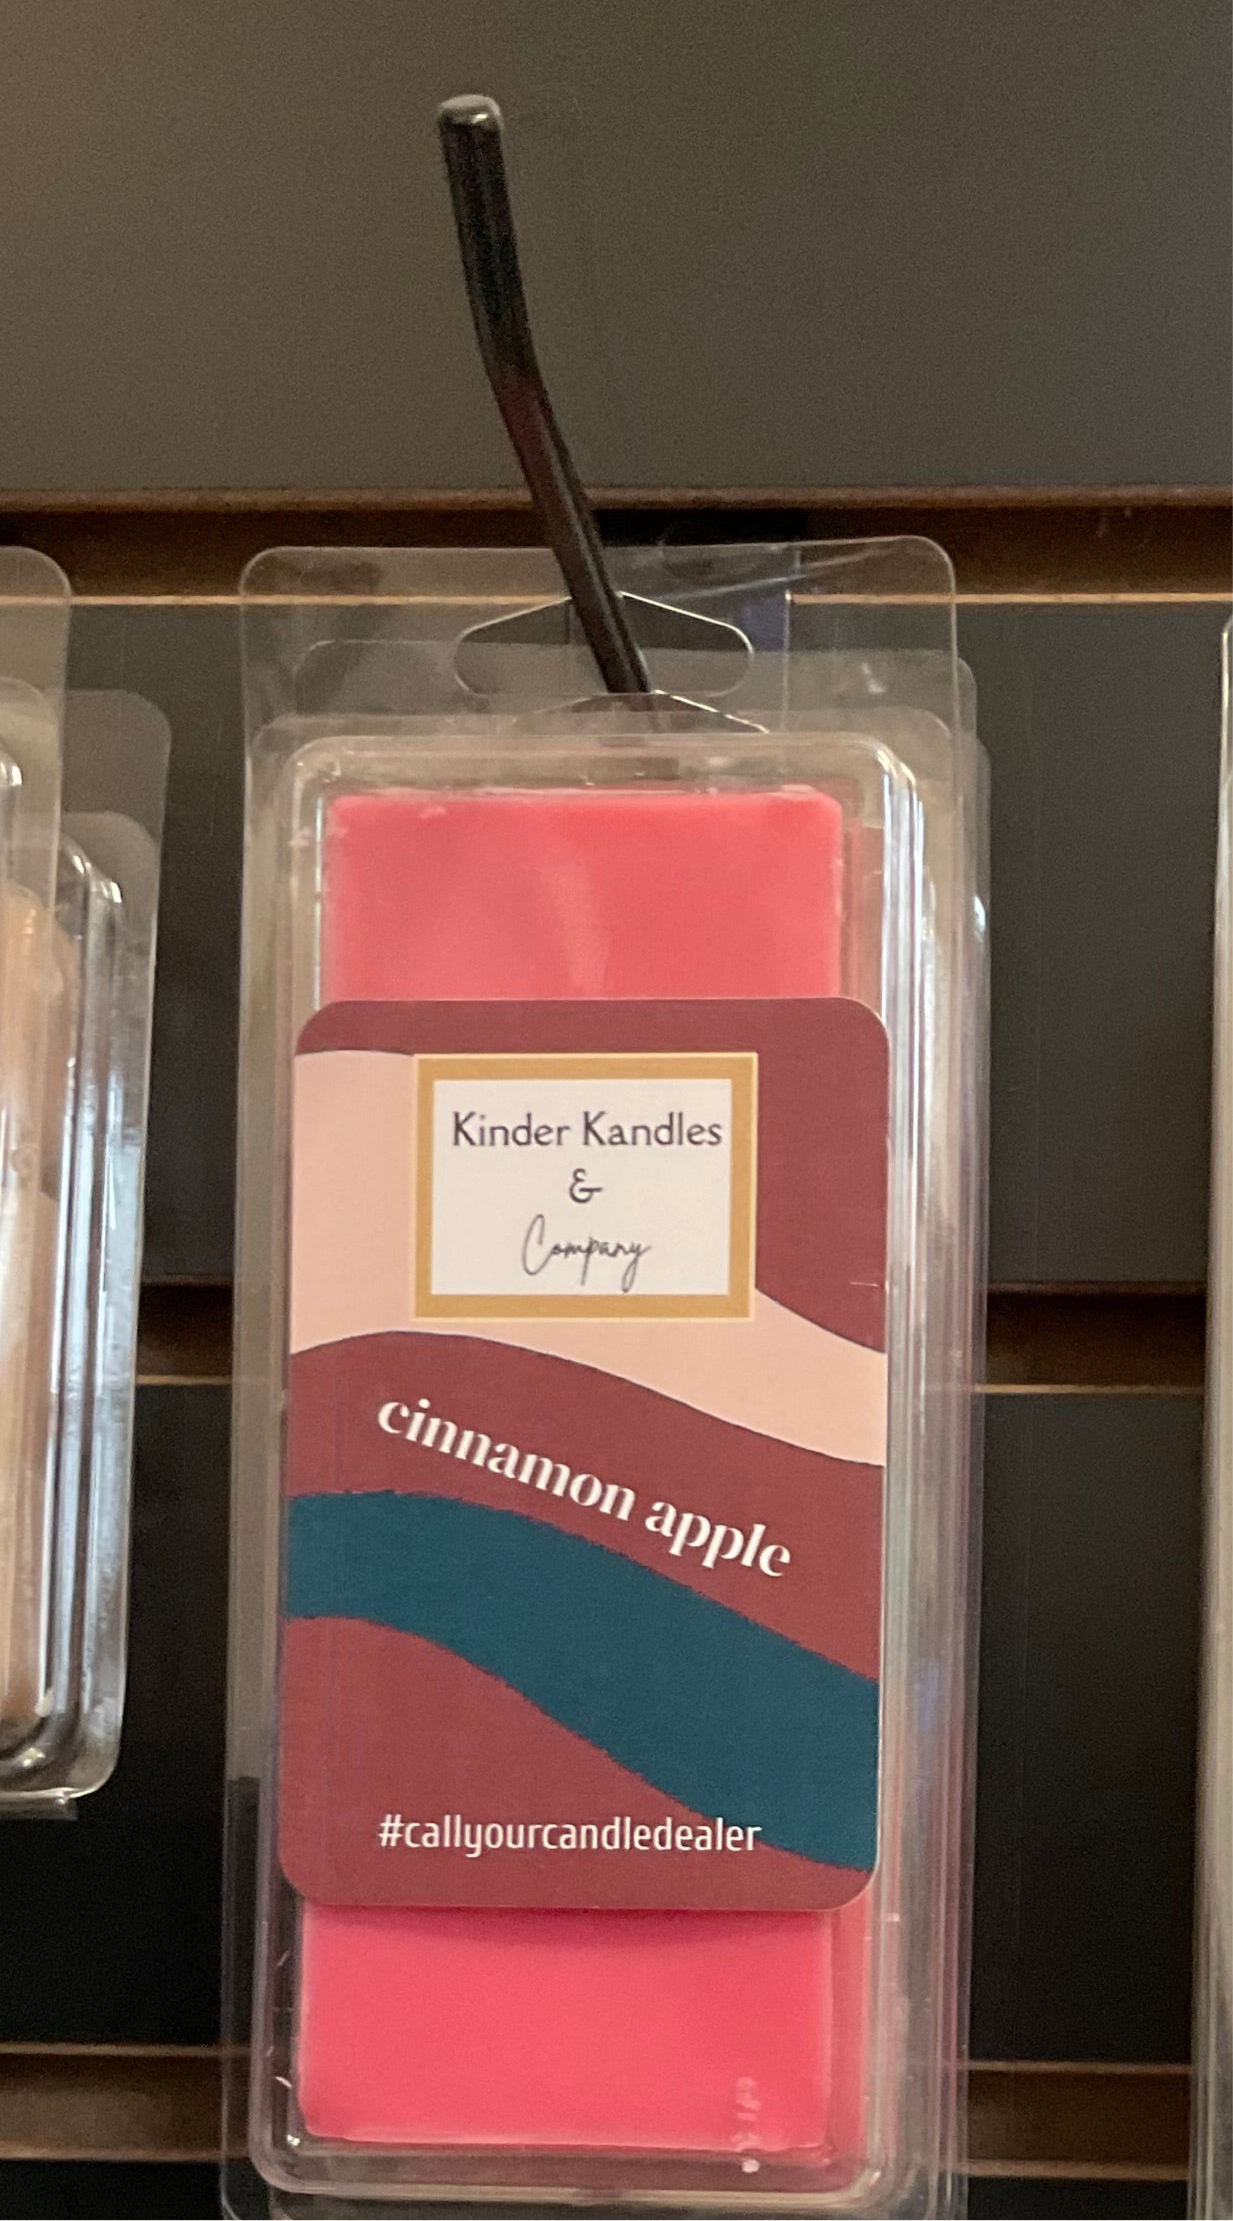 Kinder Kandles
&
Company
cinnamon apple
#callyourcandledealer